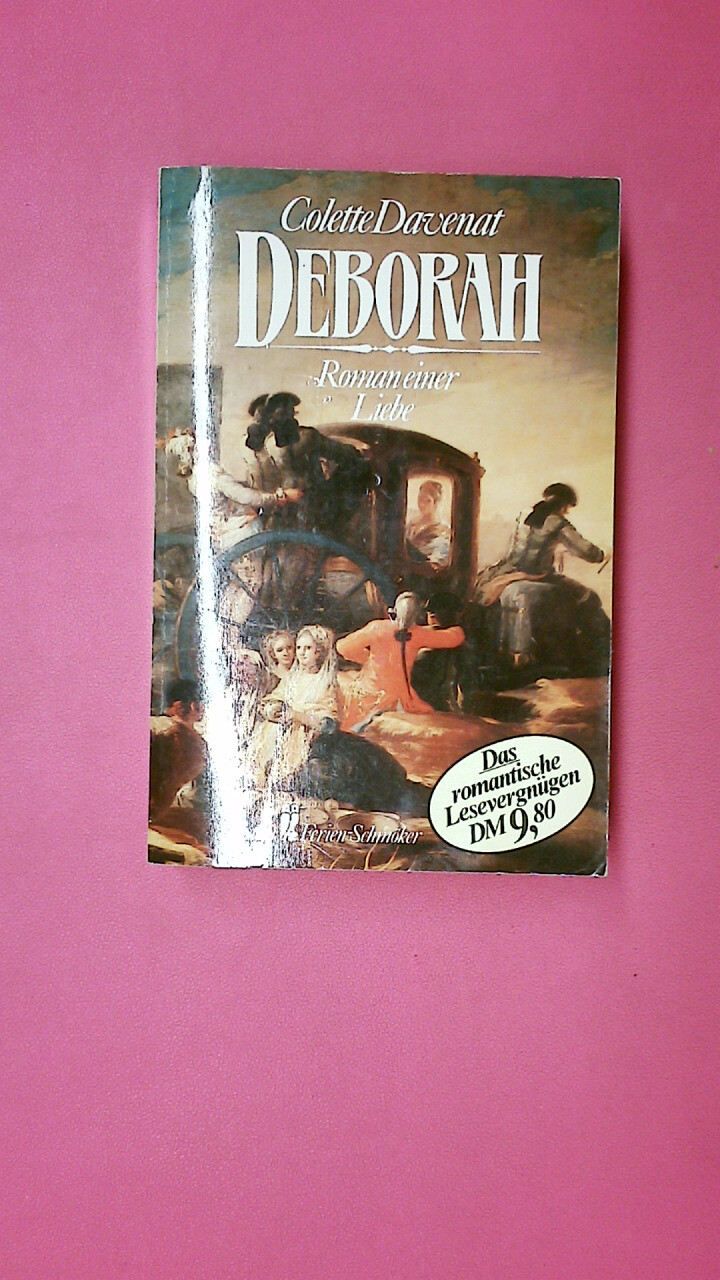 Colette Davenat
DEBORAH
Roman einer
Liebe
Das
romantische
Lesevergnügen
DM 9,80
Ferien-Schmöker